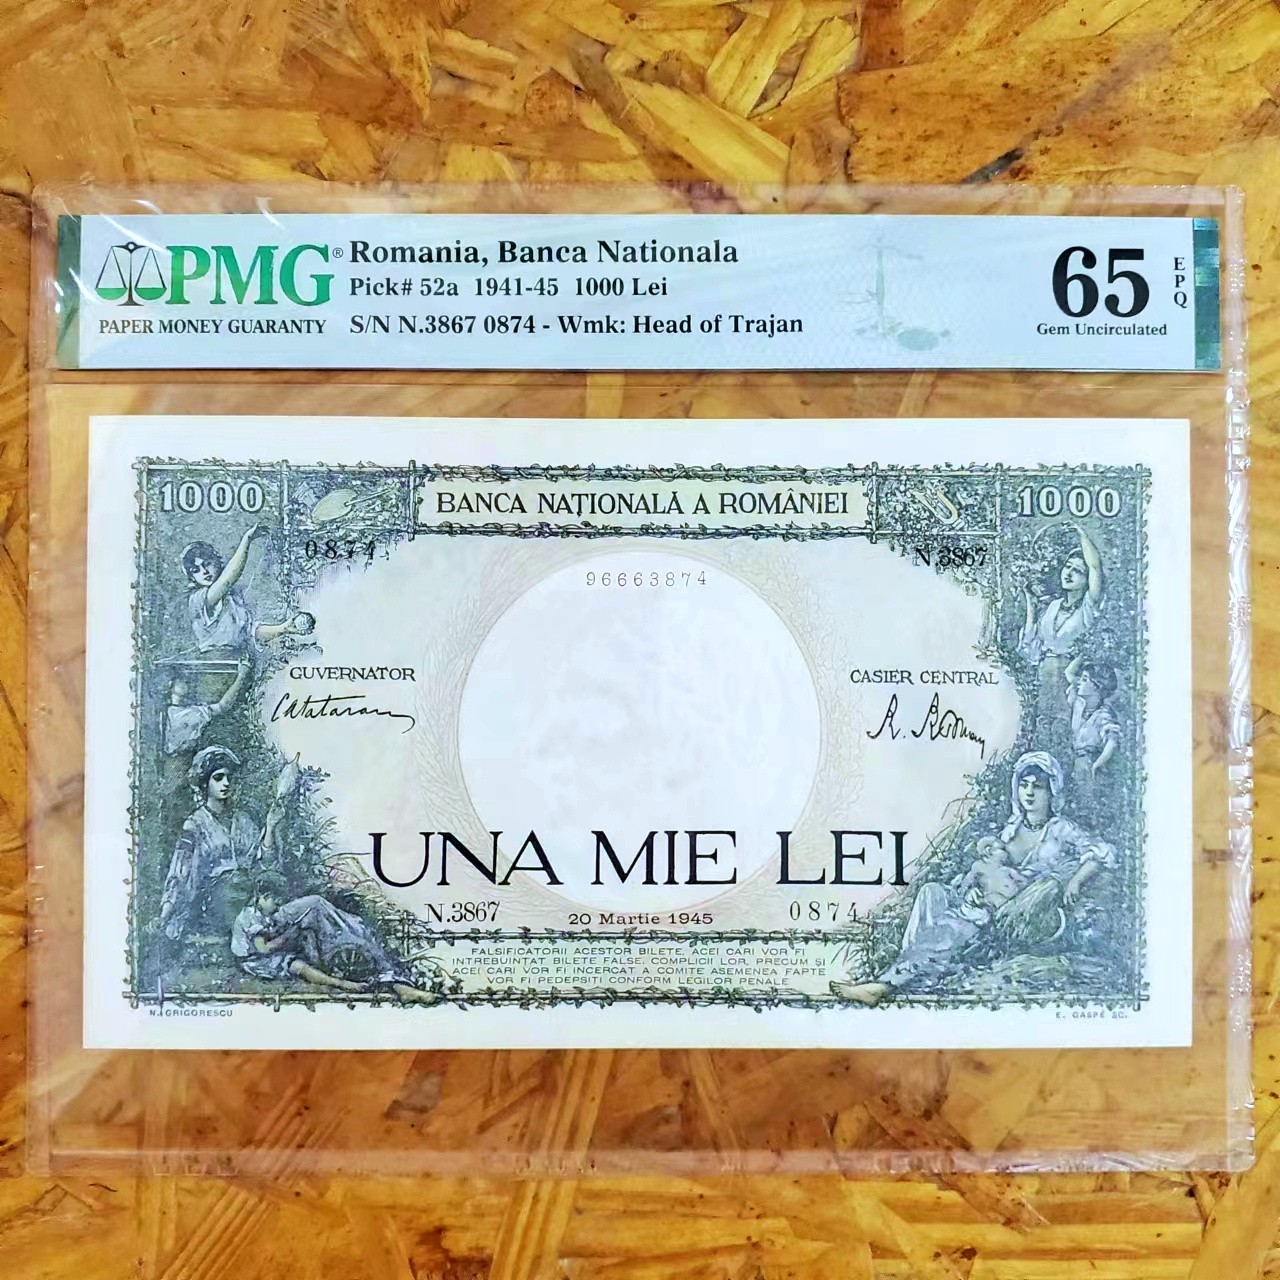 PMG®
PAPER MONEY GUARANTY
Romania, Banca Nationala
Pick# 52a 1941-45 1000 Lei
S/N N.3867 0874 - Wmk: Head of Trajan
65
EPQ
Gem Uncirculated
1000
BANCA NAȚIONALĂ A ROMÂNIEI
1000
0874
N.3867
96663874
GUVERNATOR
CASIER CENTRAL
UNA MIE LEI
N.3867
20 Martie 1945
0874
FALSIFICATORII ACESTOR BILETE, ACEI CARI VOR FI
INTREBUINTAT BILETE FALSE, COMPLICII LOR, PRECUM ȘI
ACEI CARI VOR FI INCERCAT A COMITE ASEMENEA FAPTE
VOR FI PEDEPSITI CONFORM LEGILOR PENALE
N. GRIGORESCU
E. GASPÉ SC.